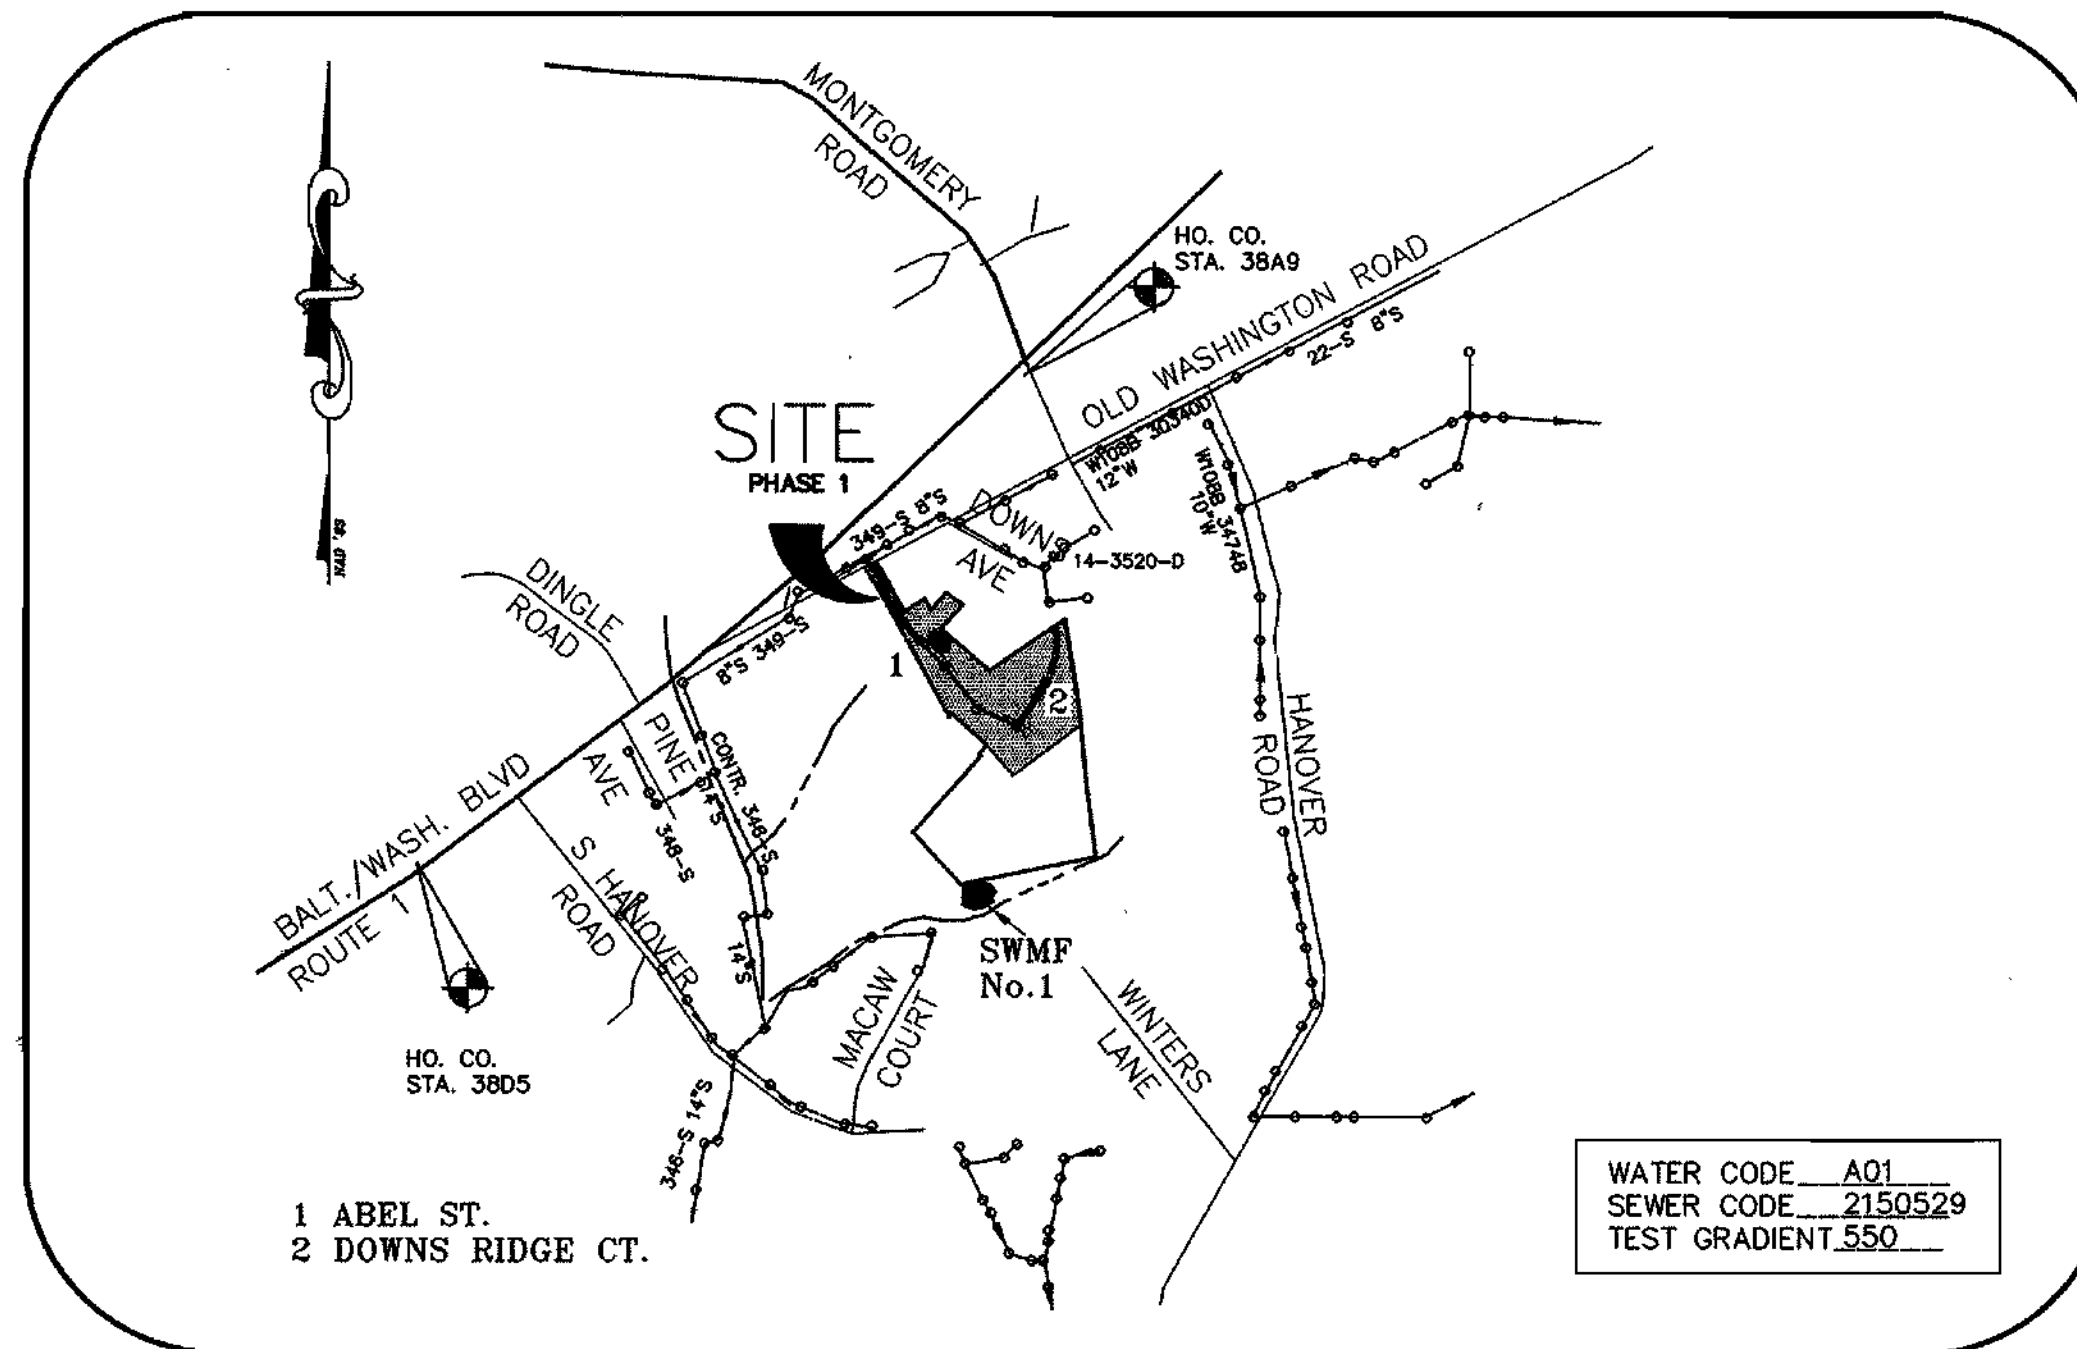 MONTGOMERY
ROAD
HO. CO.
STA. 38A9
OLD WASHINGTON ROAD
22-S 8"S
SITE
PHASE 1
W108B 30340D
12"W
W108B 34748
10"W
349-S 8"S
DOWNS
AVE
14-3520-D
DINGLE
ROAD
8"S 349-S
1
2
PINE
AVE
CONTR. 346-S
14"S
348-S
HANOVER
ROAD
BALT./WASH. BLVD
ROUTE 1
S HANOVER
ROAD
14"S
SWMF
No.1
MACAW
COURT
WINTERS
LANE
HO. CO.
STA. 38D5
346-S 14"S
1 ABEL ST.
2 DOWNS RIDGE CT.
WATER CODE A01
SEWER CODE 2150529
TEST GRADIENT 550